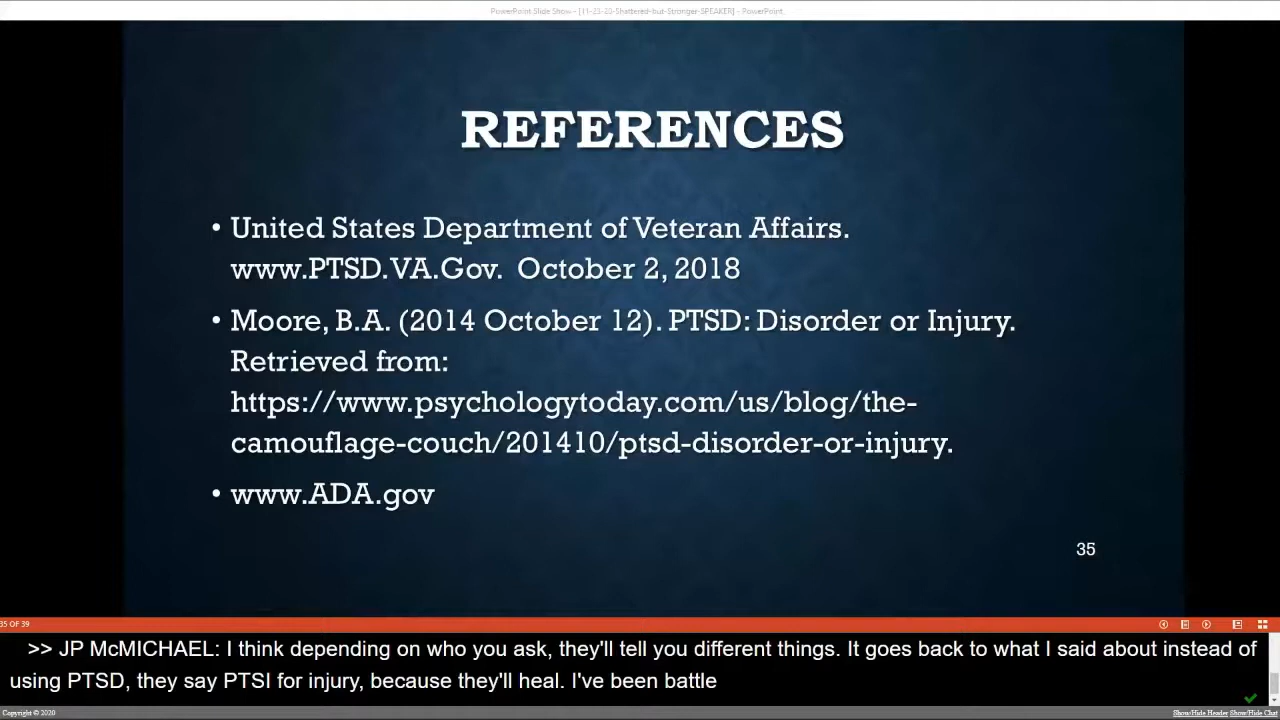 PowerPoint Slide Show - [11-23-20-Shattered-but-Stronger-SPEAKER] - PowerPoint
REFERENCES
• United States Department of Veteran Affairs.
www.PTSD.VA.Gov. October 2, 2018
• Moore, B.A. (2014 October 12). PTSD: Disorder or Injury.
Retrieved from:
https://www.psychologytoday.com/us/blog/the-
camouflage-couch/201410/ptsd-disorder-or-injury.
• www.ADA.gov
35
35 OF 39
>> JP McMICHAEL: I think depending on who you ask, they'll tell you different things. It goes back to what I said about instead of
using PTSD, they say PTSI for injury, because they'll heal. I've been battle
Copyright © 2020
Show/Hide Header Show/Hide Chat